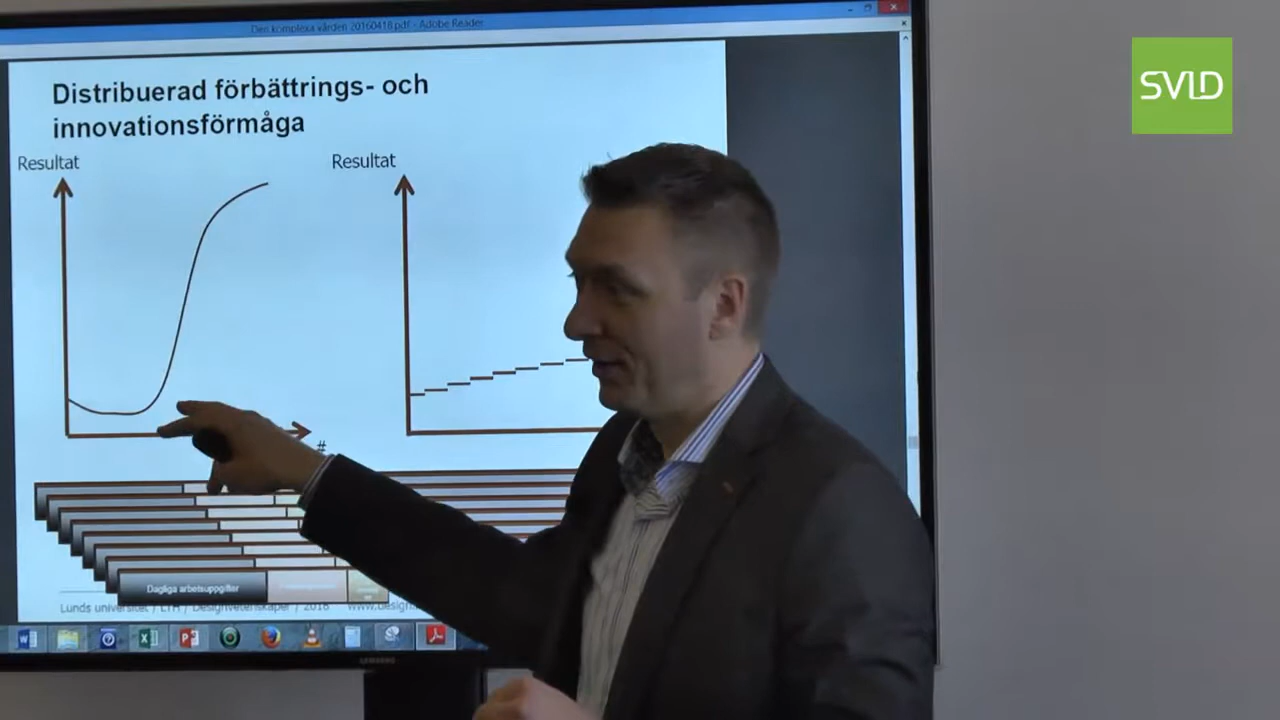 Den komplexa vården 20160418.pdf - Adobe Reader
SVID
Distribuerad förbättrings- och
innovationsförmåga
Resultat
Resultat
#
Dagliga arbetsuppgifter
Lunds universitet / LTH / Designvetenskaper / 2016
SAMSUNG